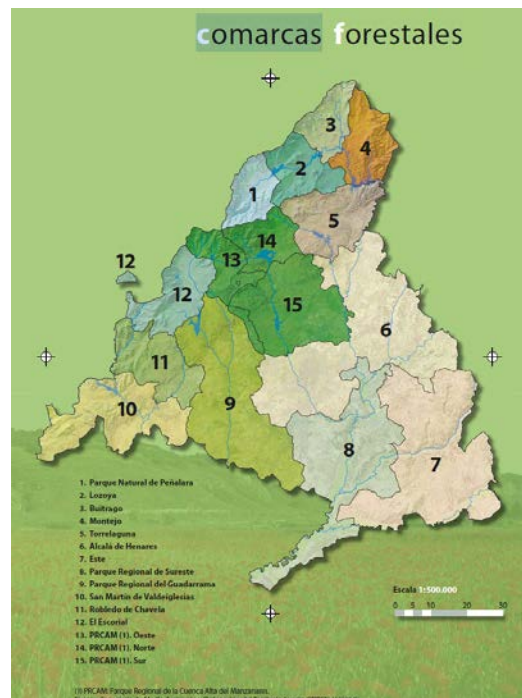 comarcas forestales
3
4
2
1
5
14
13
12
12
15
6
11
10
9
8
7
1. Parque Natural de Peñalara
2. Lozoya
3. Buitrago
4. Montejo
5. Torrelaguna
6. Alcalá de Henares
7. Este
8. Parque Regional de Sureste
9. Parque Regional del Guadarrama
10. San Martín de Valdeiglesias
11. Robledo de Chavela
12. El Escorial
13. PRCAM (1). Oeste
14. PRCAM (1). Norte
15. PRCAM (1). Sur
Escala 1:500.000
0 5 10 20 30
(1) PRCAM: Parque Regional de la Cuenca Alta del Manzanares.